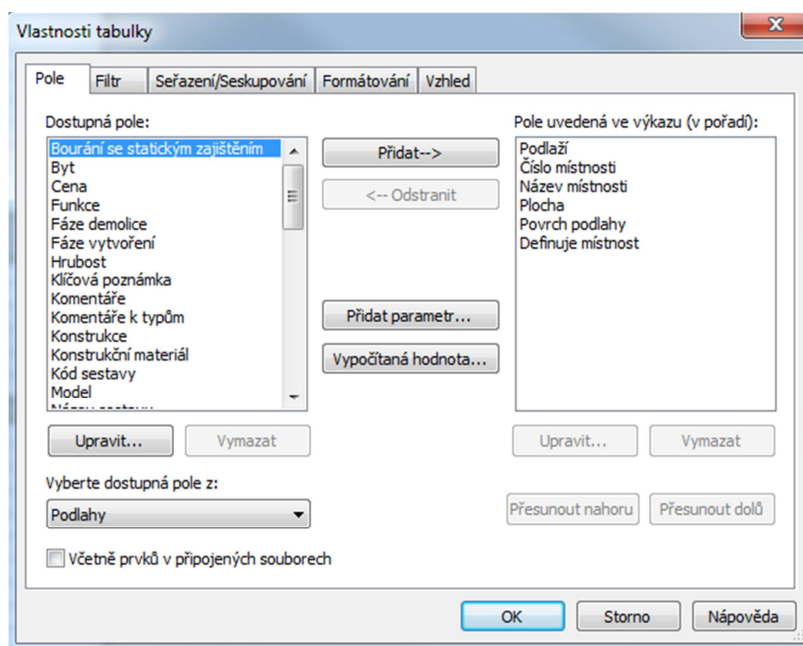 Vlastnosti tabulky
Pole Filtr Seřazení/Seskupování Formátování Vzhled
Dostupná pole:
Bourání se statickým zajištěním
Byt
Cena
Funkce
Fáze demolice
Fáze vytvoření
Hrubost
Klíčová poznámka
Komentáře
Komentáře k typům
Konstrukce
Konstrukční materiál
Kód sestavy
Model
Přidat-->
<-- Odstranit
Přidat parametr...
Vypočítaná hodnota...
Pole uvedená ve výkazu (v pořadí):
Podlaží
Číslo místnosti
Název místnosti
Plocha
Povrch podlahy
Definuje místnost
Upravit... Vymazat
Upravit... Vymazat
Vyberte dostupná pole z:
Podlahy
Přesunout nahoru Přesunout dolů
Včetně prvků v připojených souborech
OK Storno Nápověda